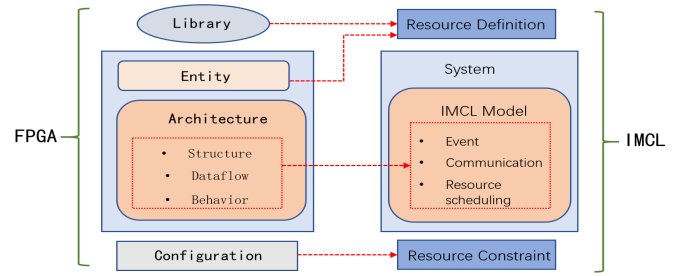 Library
Resource Definition
Entity
System
Architecture
IMCL Model
FPGA
IMCL
• Structure
• Dataflow
• Behavior
• Event
• Communication
• Resource
scheduling
Configuration
Resource Constraint